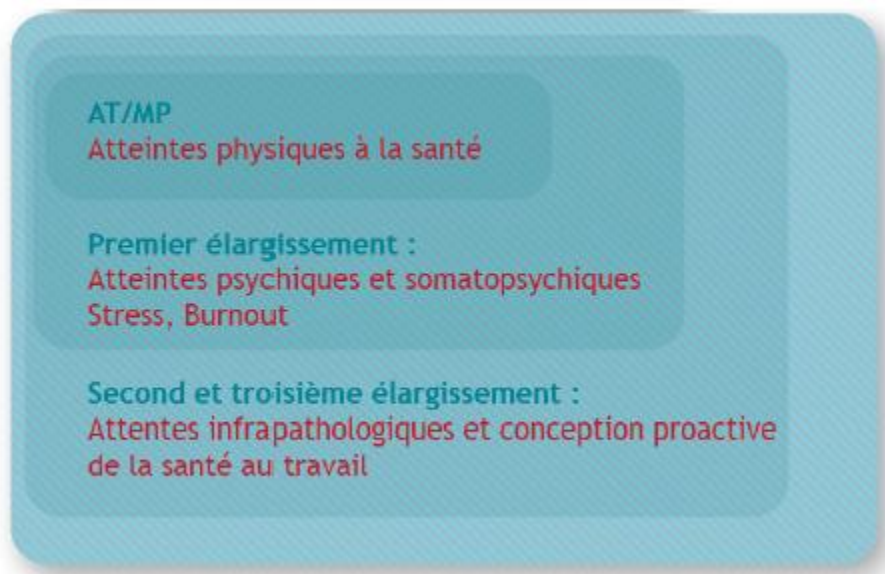 AT/MP
Atteintes physiques à la santé
Premier élargissement :
Atteintes psychiques et somatopsychiques
Stress, Burnout
Second et troisième élargissement :
Attentes infrapathologiques et conception proactive
de la santé au travail